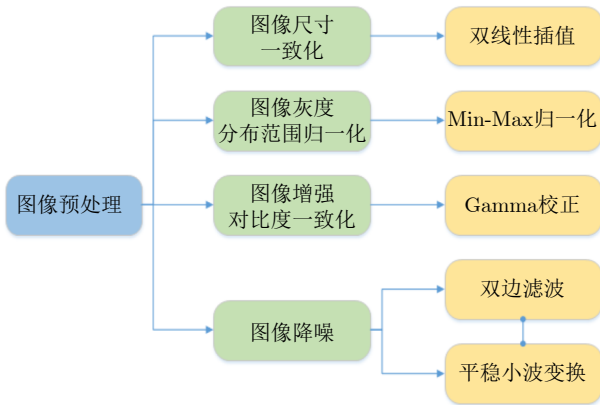 图像尺寸
一致化
双线性插值
图像灰度
分布范围归一化
Min-Max归一化
图像预处理
图像增强
对比度一致化
Gamma校正
图像降噪
双边滤波
平稳小波变换